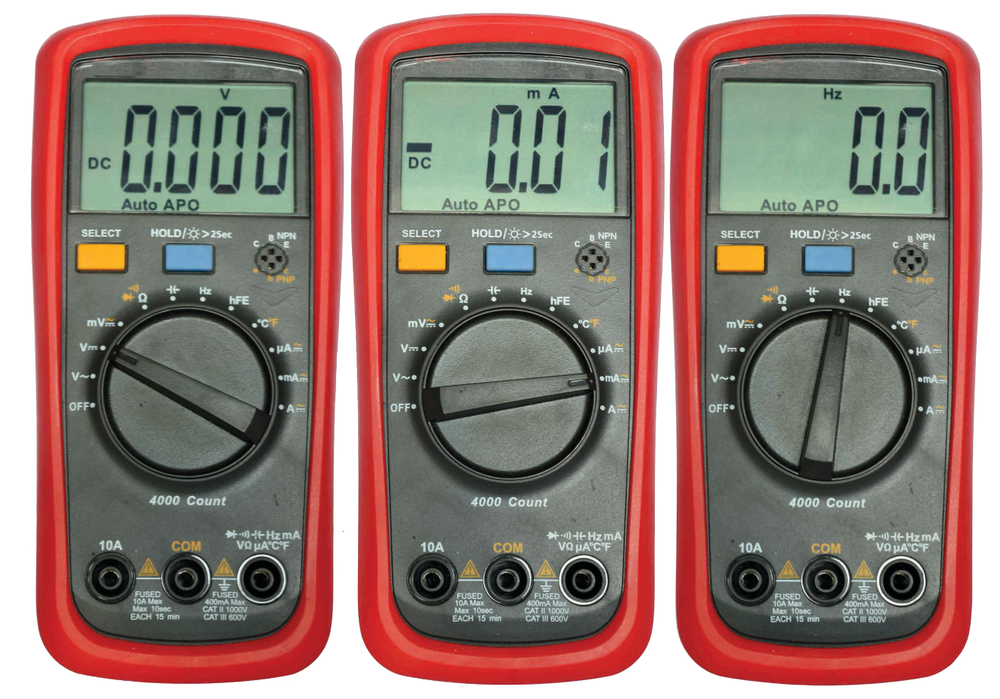 V
DC 0.000
Auto APO
SELECT HOLD/ >2Sec
B NPN
C E
e c
b PNP
Ω Hz hFE
mV °C°F
V μA
V~ mA
OFF A
4000 Count
10A COM Hz mA
VΩ μA°C°F
FUSED
10A Max
Max 10sec
EACH 15 min
FUSED
400mA Max
CAT II 1000V
CAT III 600V
m A
- DC 0.01
Auto APO
SELECT HOLD/ >2Sec
B NPN
C E
e c
b PNP
Ω Hz hFE
mV °C°F
V μA
V~ mA
OFF A
4000 Count
10A COM Hz mA
VΩ μA°C°F
FUSED
10A Max
Max 10sec
EACH 15 min
FUSED
400mA Max
CAT II 1000V
CAT III 600V
Hz
0.0
Auto APO
SELECT HOLD/ >2Sec
B NPN
C E
e c
b PNP
Ω Hz hFE
mV °C°F
V μA
V~ mA
OFF A
4000 Count
10A COM Hz mA
VΩ μA°C°F
FUSED
10A Max
Max 10sec
EACH 15 min
FUSED
400mA Max
CAT II 1000V
CAT III 600V